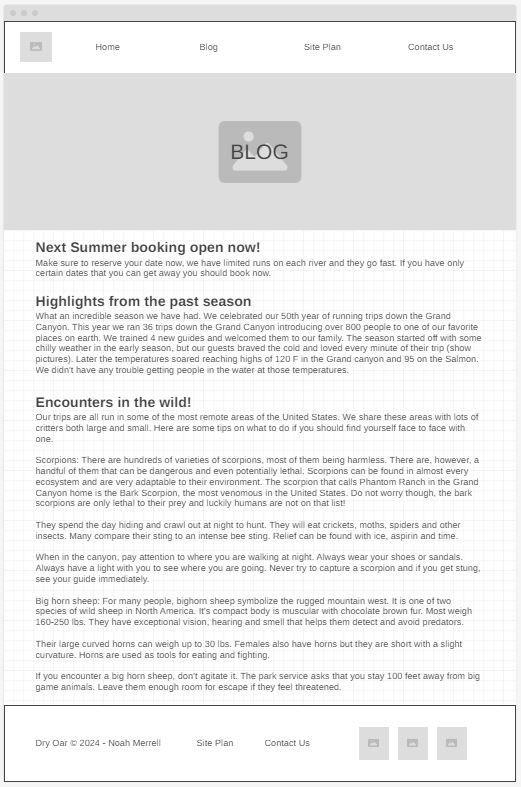 Home Blog Site Plan Contact Us
BLOG
Next Summer booking open now!
Make sure to reserve your date now, we have limited runs on each river and they go fast. If you have only
certain dates that you can get away you should book now.
Highlights from the past season
What an incredible season we have had. We celebrated our 50th year of running trips down the Grand
Canyon. This year we ran 36 trips down the Grand Canyon introducing over 800 people to one of our favorite
places on earth. We trained 4 new guides and welcomed them to our family. The season started off with some
chilly weather in the early season, but our guests braved the cold and loved every minute of their trip (show
pictures). Later the temperatures soared reaching highs of 120 F in the Grand canyon and 95 on the Salmon.
We didn't have any trouble getting people in the water at those temperatures.
Encounters in the wild!
Our trips are all run in some of the most remote areas of the United States. We share these areas with lots of
critters both large and small. Here are some tips on what to do if you should find yourself face to face with
one.
Scorpions: There are hundreds of varieties of scorpions, most of them being harmless. There are, however, a
handful of them that can be dangerous and even potentially lethal. Scorpions can be found in almost every
ecosystem and are very adaptable to their environment. The scorpion that calls Phantom Ranch in the Grand
Canyon home is the Bark Scorpion, the most venomous in the United States. Do not worry though, the bark
scorpions are only lethal to their prey and luckily humans are not on that list!
They spend the day hiding and crawl out at night to hunt. They will eat crickets, moths, spiders and other
insects. Many compare their sting to an intense bee sting. Relief can be found with ice, aspirin and time.
When in the canyon, pay attention to where you are walking at night. Always wear your shoes or sandals.
Always have a light with you to see where you are going. Never try to capture a scorpion and if you get stung,
see your guide immediately.
Big horn sheep: For many people, bighorn sheep symbolize the rugged mountain west. It is one of two
species of wild sheep in North America. It's compact body is muscular with chocolate brown fur. Most weigh
160-250 lbs. They have exceptional vision, hearing and smell that helps them detect and avoid predators.
Their large curved horns can weigh up to 30 lbs. Females also have horns but they are short with a slight
curvature. Horns are used as tools for eating and fighting.
If you encounter a big horn sheep, don't agitate it. The park service asks that you stay 100 feet away from big
game animals. Leave them enough room for escape if they feel threatened.
Dry Oar © 2024 - Noah Merrell Site Plan Contact Us